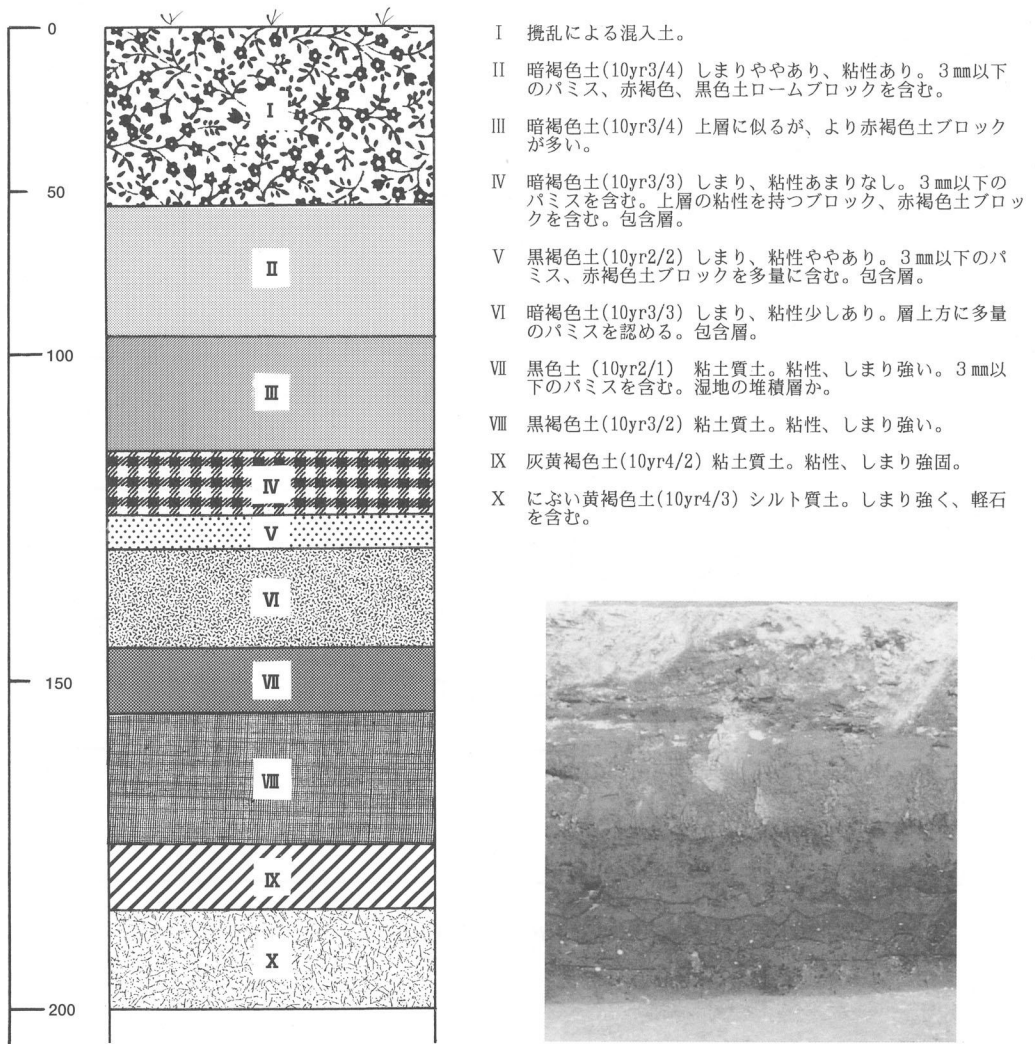 0
50
100
150
200
I
II
III
IV
V
VI
VII
VIII
IX
X
I 攪乱による混入土。
II 暗褐色土(10yr3/4) しまりややあり、粘性あり。3㎜以下
のパミス、赤褐色、黒色土ロームブロックを含む。
III 暗褐色土(10yr3/4) 上層に似るが、より赤褐色土ブロック
が多い。
IV 暗褐色土(10yr3/3) しまり、粘性あまりなし。3㎜以下の
パミスを含む。上層の粘性を持つブロック、赤褐色土ブロッ
クを含む。包含層。
V 黒褐色土(10yr2/2) しまり、粘性ややあり。3㎜以下のパ
ミス、赤褐色土ブロックを多量に含む。包含層。
VI 暗褐色土(10yr3/3) しまり、粘性少しあり。層上方に多量
のパミスを認める。包含層。
VII 黒色土 (10yr2/1) 粘土質土。粘性、しまり強い。3㎜以
下のパミスを含む。湿地の堆積層か。
VIII 黒褐色土(10yr3/2) 粘土質土。粘性、しまり強い。
IX 灰黄褐色土(10yr4/2) 粘土質土。粘性、しまり強固。
X にぶい黄褐色土(10yr4/3) シルト質土。しまり強く、軽石
を含む。